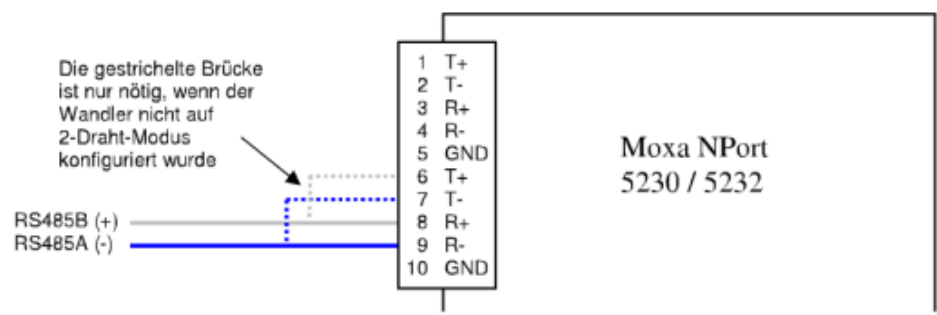 Die gestrichelte Brücke
ist nur nötig, wenn der
Wandler nicht auf
2-Draht-Modus
konfiguriert wurde
RS485B (+)
RS485A (-)
1 T+
2 T-
3 R+
4 R-
5 GND
6 T+
7 T-
8 R+
9 R-
10 GND
Moxa NPort
5230 / 5232